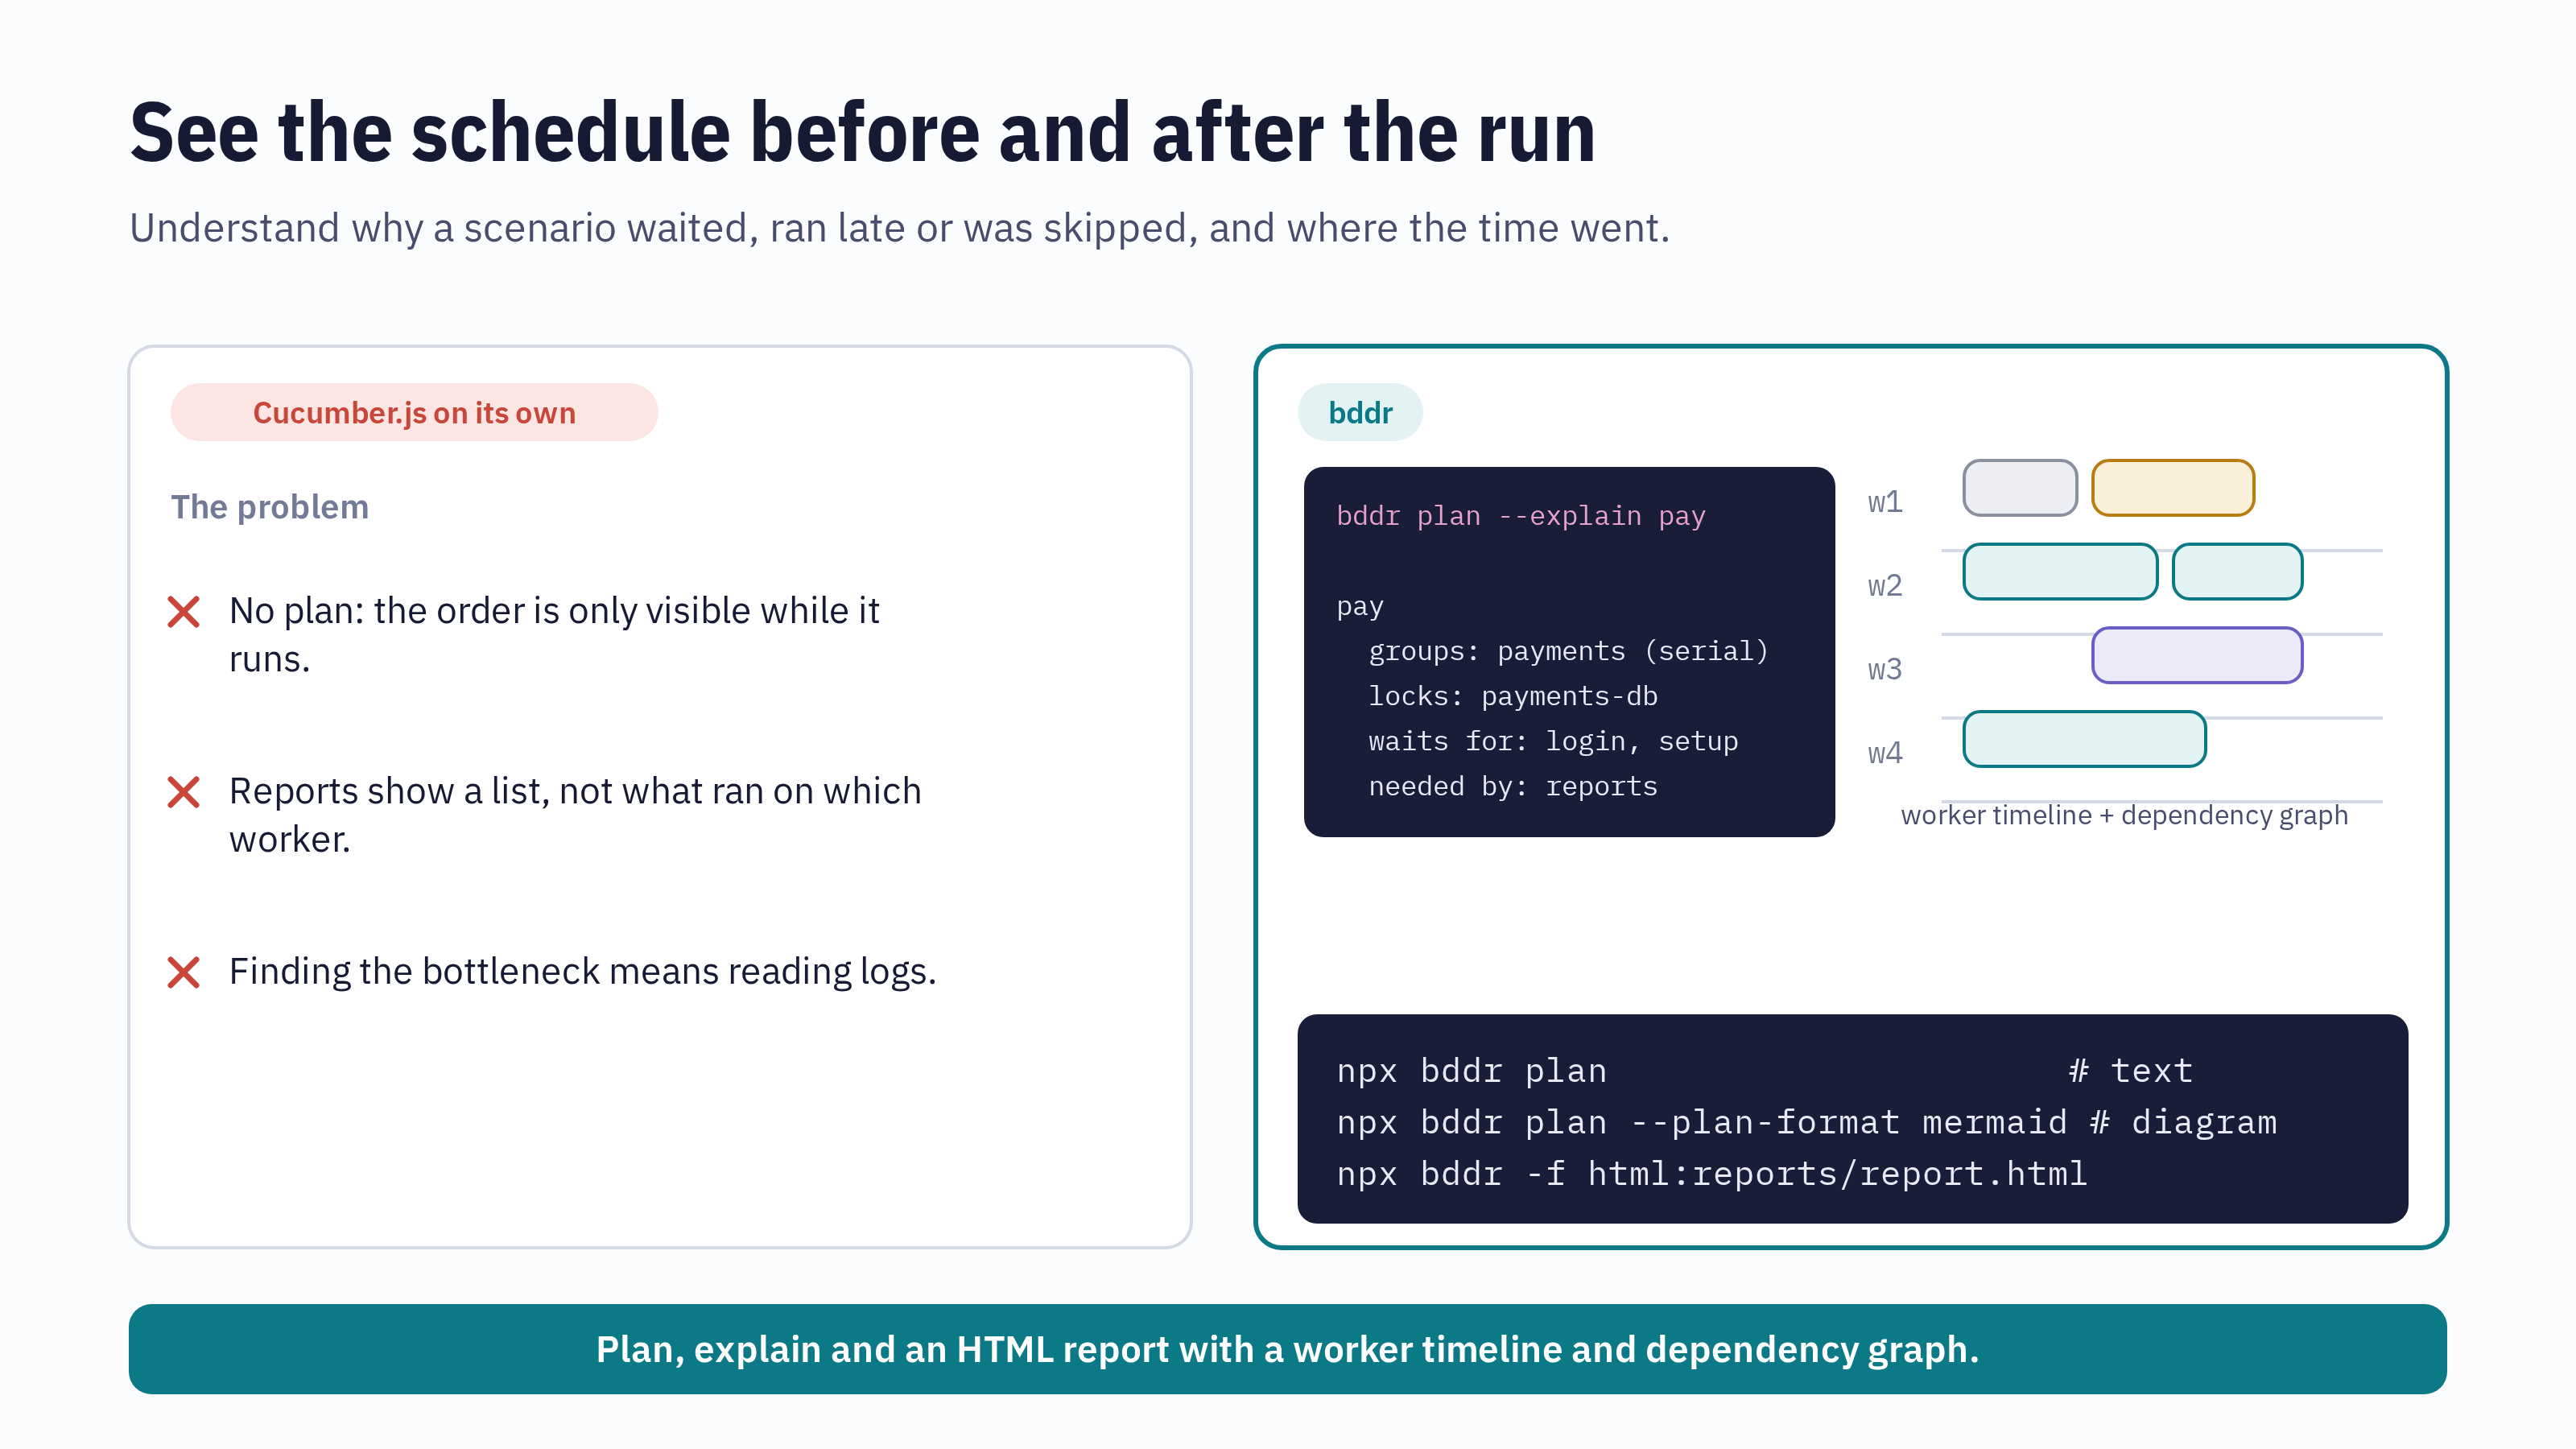 See the schedule before and after the run
Understand why a scenario waited, ran late or was skipped, and where the time went.
Cucumber.js on its own
The problem
No plan: the order is only visible while it
runs.
Reports show a list, not what ran on which
worker.
Finding the bottleneck means reading logs.
bddr
bddr plan --explain pay
pay
  groups: payments (serial)
  locks: payments-db
  waits for: login, setup
  needed by: reports
w1
w2
w3
w4
worker timeline + dependency graph
npx bddr plan                      # text
npx bddr plan --plan-format mermaid # diagram
npx bddr -f html:reports/report.html
Plan, explain and an HTML report with a worker timeline and dependency graph.